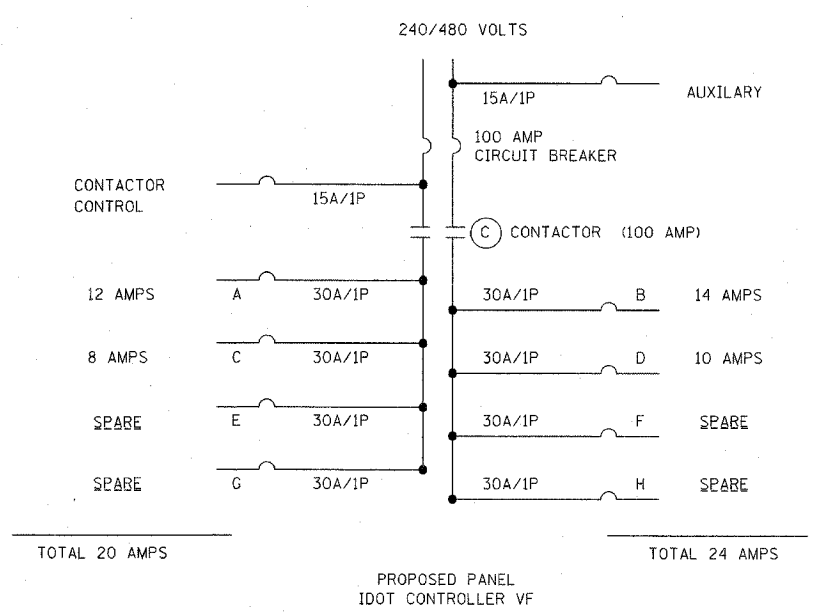 240/480 VOLTS
15A/1P
AUXILARY
100 AMP
CIRCUIT BREAKER
CONTACTOR
CONTROL
15A/1P
C CONTACTOR (100 AMP)
12 AMPS A 30A/1P 30A/1P B 14 AMPS
8 AMPS C 30A/1P 30A/1P D 10 AMPS
SPARE E 30A/1P 30A/1P F SPARE
SPARE G 30A/1P 30A/1P H SPARE
TOTAL 20 AMPS TOTAL 24 AMPS
PROPOSED PANEL
IDOT CONTROLLER VF